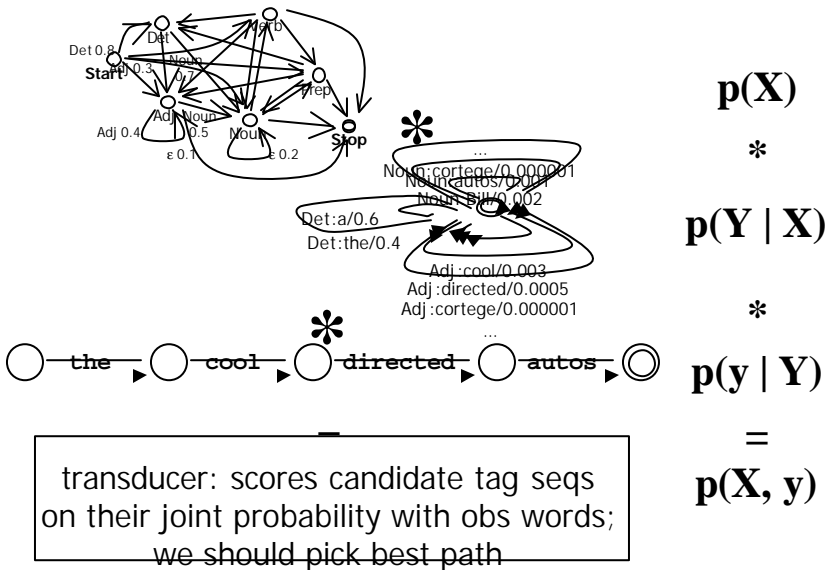 Verb
Det
Det 0.8
Start
Adj 0.3
Noun
0.7
Prep
Adj
Noun
0.5
Adj 0.4
Noun
Stop
ε 0.1
ε 0.2
*
…
Noun:cortege/0.000001
Noun:autos/0.001
Noun:Bill/0.002
Det:a/0.6
Det:the/0.4
Adj:cool/0.003
Adj:directed/0.0005
Adj:cortege/0.000001
…
*
the cool directed autos
=
transducer: scores candidate tag seqs
on their joint probability with obs words;
we should pick best path
p(X)
*
p(Y | X)
*
p(y | Y)
=
p(X, y)